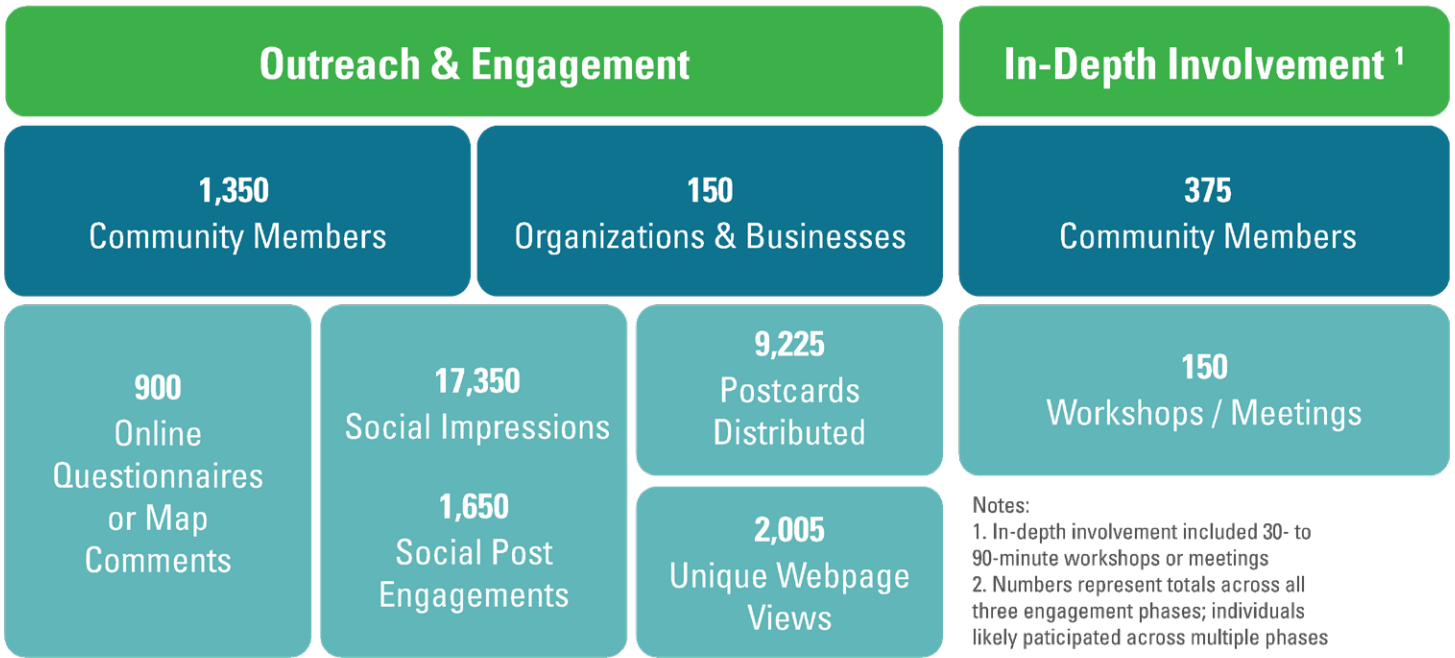 Outreach & Engagement
In-Depth Involvement 1
1,350
Community Members
150
Organizations & Businesses
375
Community Members
900
Online
Questionnaires
or Map
Comments
17,350
Social Impressions
1,650
Social Post
Engagements
9,225
Postcards
Distributed
2,005
Unique Webpage
Views
150
Workshops / Meetings
Notes:
1. In-depth involvement included 30- to
90-minute workshops or meetings
2. Numbers represent totals across all
three engagement phases; individuals
likely paticipated across multiple phases